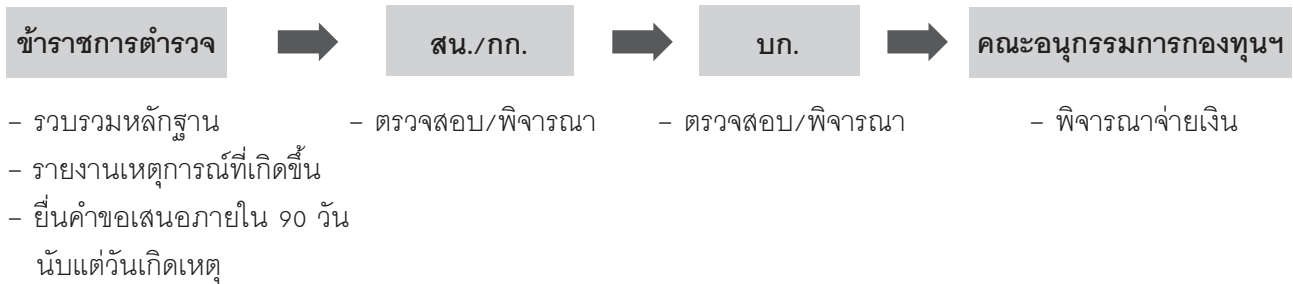 ข้าราชการตำรวจ
สน./กก.
บก.
คณะอนุกรรมการกองทุนฯ
– รวบรวมหลักฐาน
– รายงานเหตุการณ์ที่เกิดขึ้น
– ยื่นคำขอเสนอภายใน 90 วัน
นับแต่วันเกิดเหตุ
– ตรวจสอบ/พิจารณา
– ตรวจสอบ/พิจารณา
– พิจารณาจ่ายเงิน